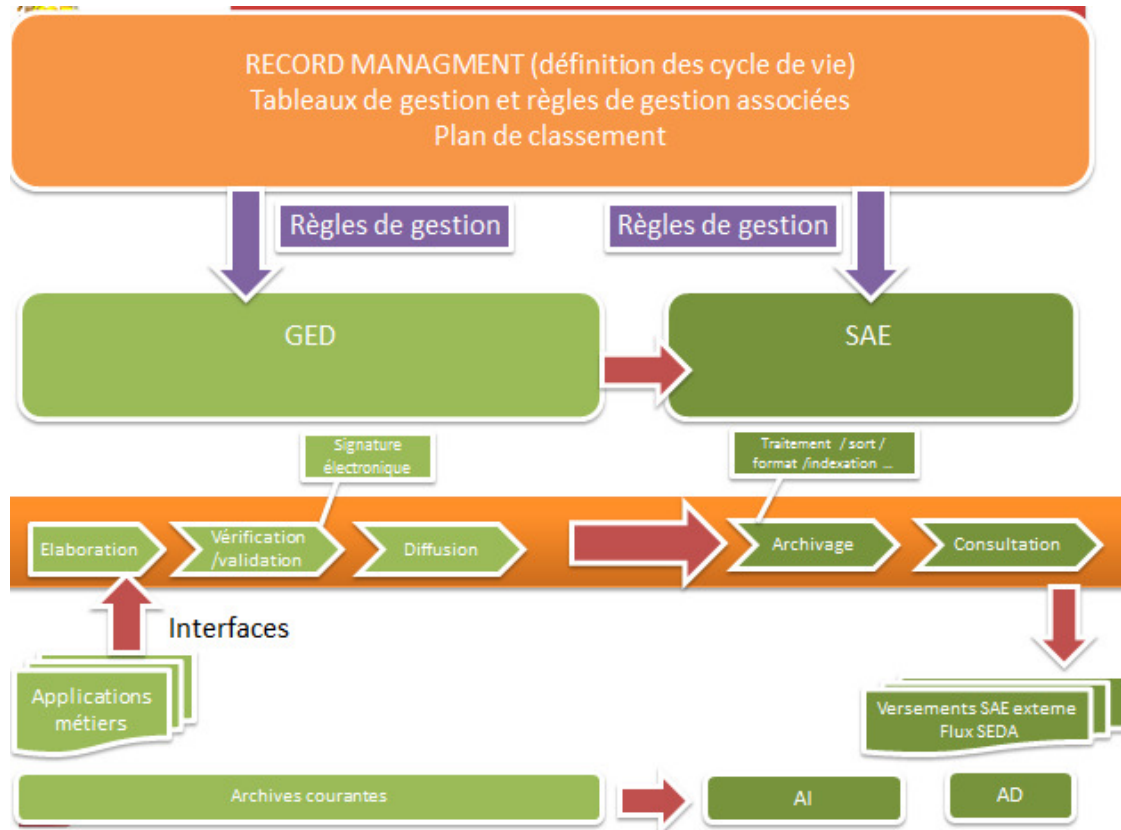 RECORD MANAGMENT (définition des cycle de vie)
Tableaux de gestion et règles de gestion associées
Plan de classement
Règles de gestion
Règles de gestion
GED
SAE
Signature
électronique
Traitement / sort /
format /indexation ...
Elaboration
Vérification
/validation
Diffusion
Archivage
Consultation
Interfaces
Applications
métiers
Versements SAE externe
Flux SEDA
Archives courantes
AI
AD